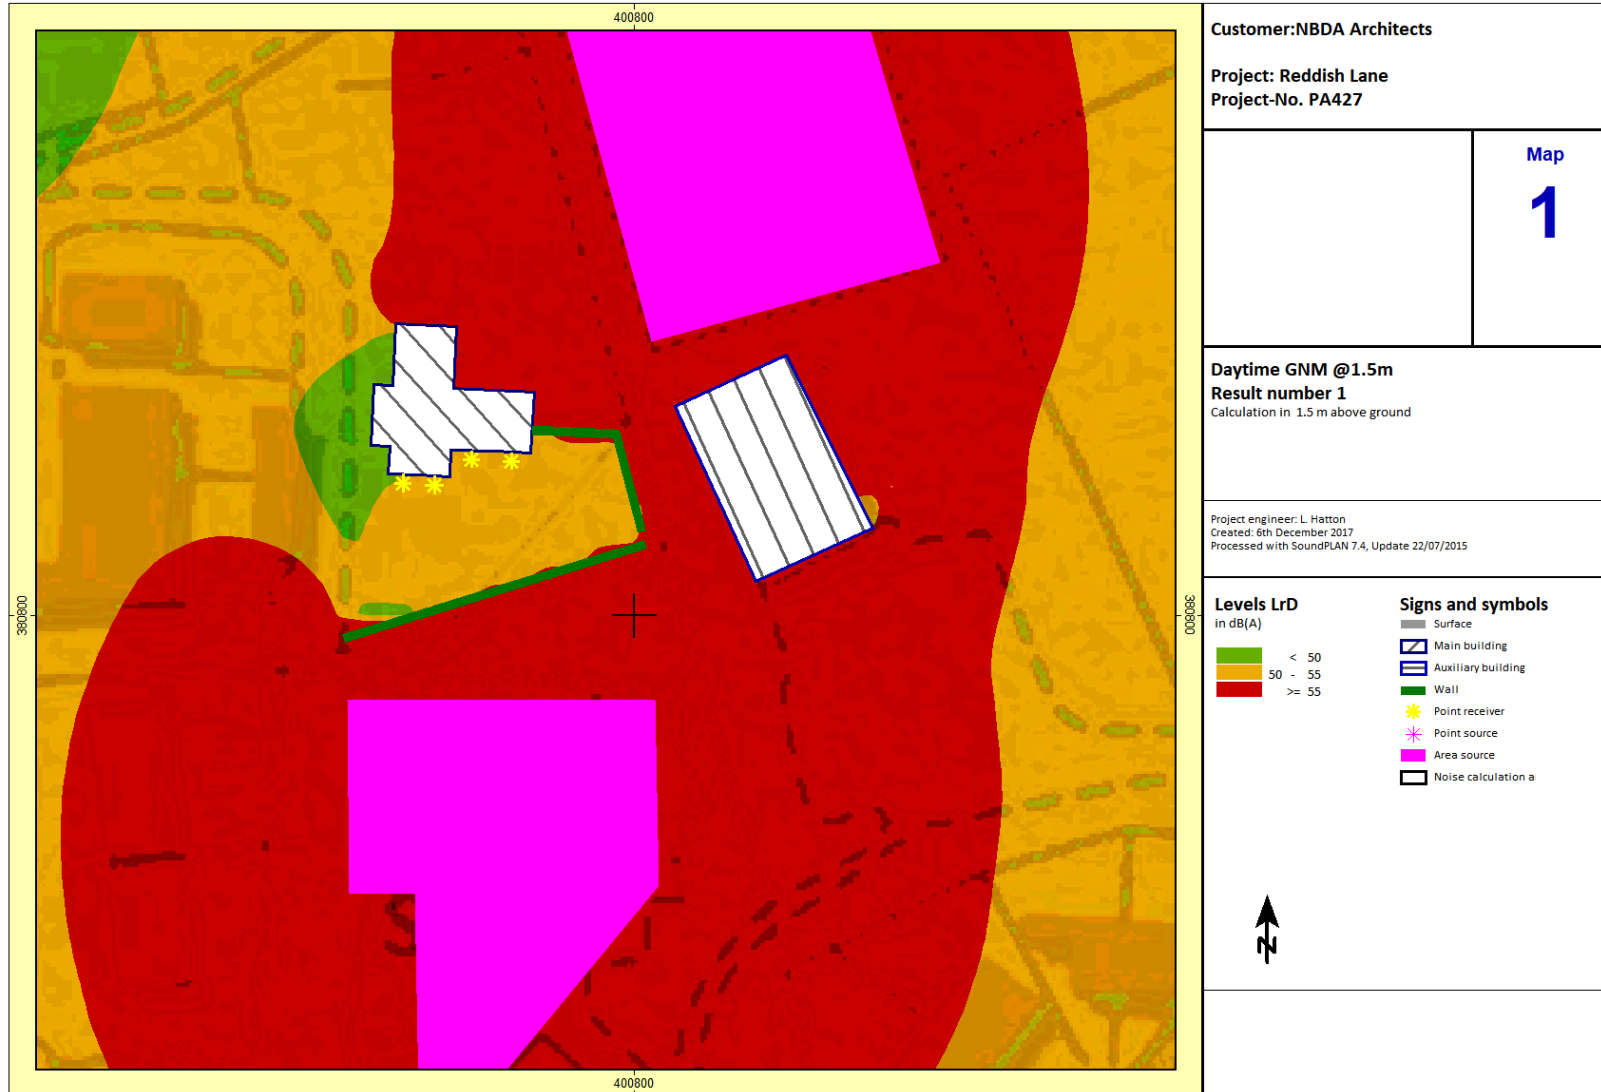 400800
Customer:NBDA Architects
Project: Reddish Lane
Project-No. PA427
Map
1
Daytime GNM @1.5m
Result number 1
Calculation in 1.5 m above ground
Project engineer: L. Hatton
Created: 6th December 2017
Processed with SoundPLAN 7.4, Update 22/07/2015
380800
380800
Levels LrD
in dB(A)
< 50
50 - 55
>= 55
Signs and symbols
Surface
Main building
Auxiliary building
Wall
Point receiver
Point source
Area source
Noise calculation a
S
N
400800